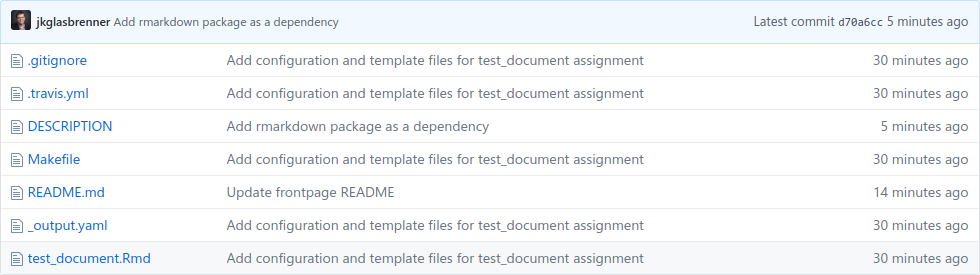 jkglasbrenner Add rmarkdown package as a dependency Latest commit d70a6cc 5 minutes ago
.gitignore Add configuration and template files for test_document assignment 30 minutes ago
.travis.yml Add configuration and template files for test_document assignment 30 minutes ago
DESCRIPTION Add rmarkdown package as a dependency 5 minutes ago
Makefile Add configuration and template files for test_document assignment 30 minutes ago
README.md Update frontpage README 14 minutes ago
_output.yaml Add configuration and template files for test_document assignment 30 minutes ago
test_document.Rmd Add configuration and template files for test_document assignment 30 minutes ago